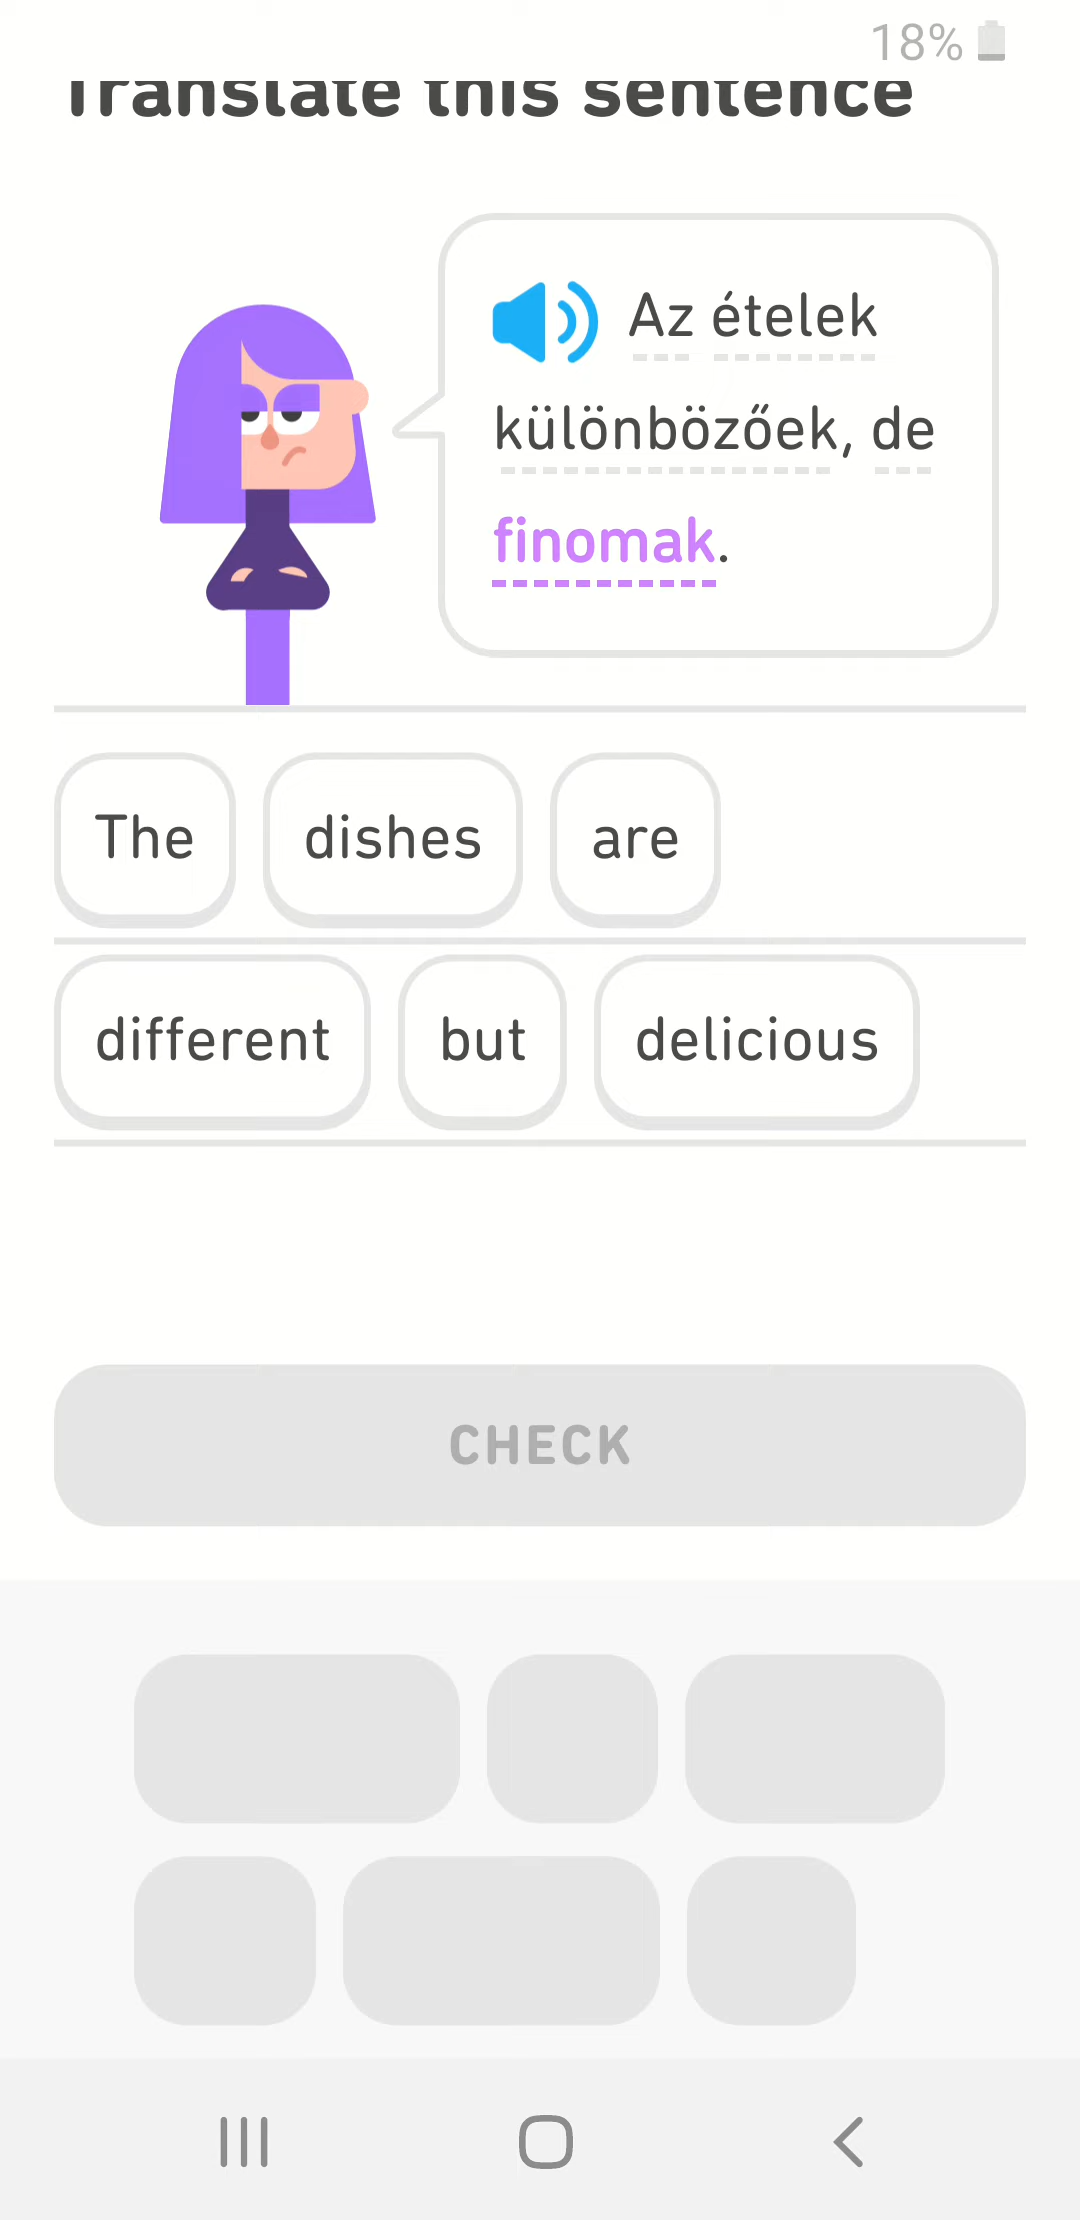 18%
Translate this sentence
Az ételek
különbözőek, de
finomak.
The dishes are
different but delicious
CHECK